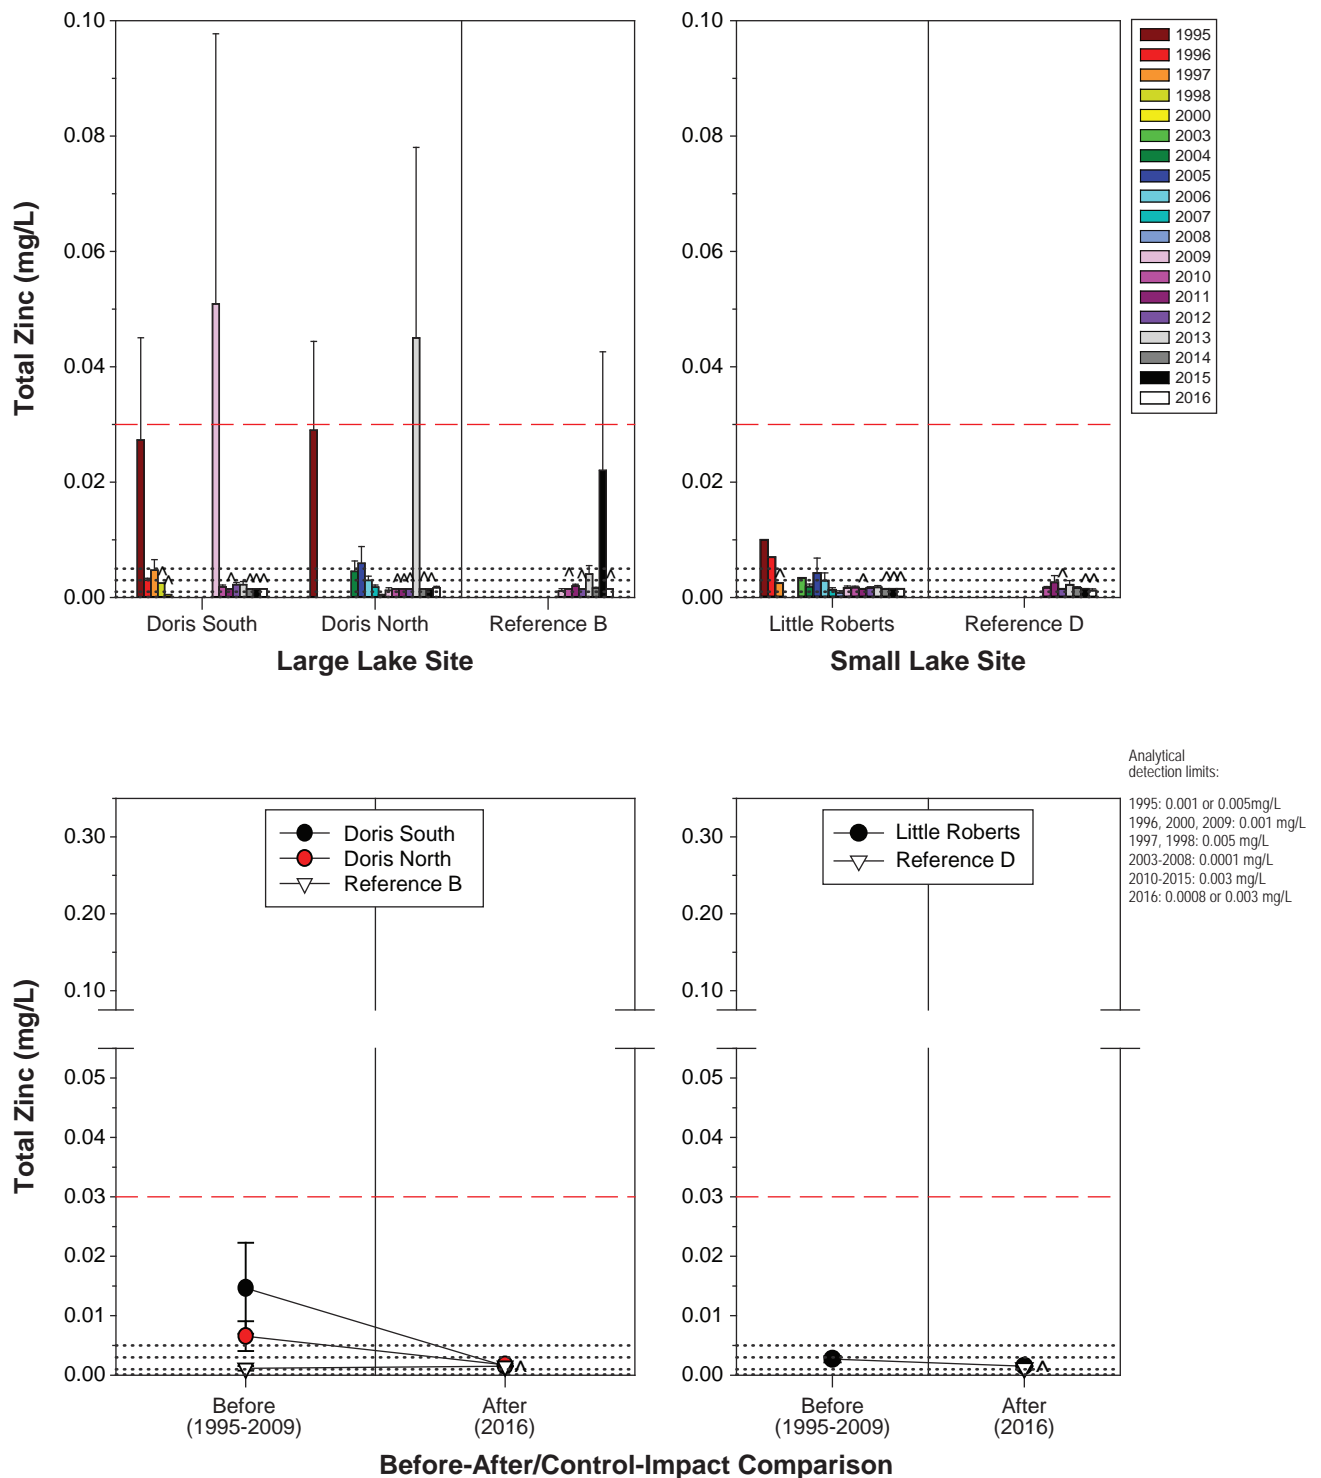 0.10
0.08
0.06
0.04
0.02
0.00
Total Zinc (mg/L)
^ ^ ^ ^ ^ ^
^ ^ ^ ^ ^
^ ^ ^
Doris South
Doris North
Reference B
Large Lake Site
0.10
0.08
0.06
0.04
0.02
0.00
^ ^ ^ ^ ^
^ ^ ^
Little Roberts
Reference D
Small Lake Site
1995
1996
1997
1998
2000
2003
2004
2005
2006
2007
2008
2009
2010
2011
2012
2013
2014
2015
2016
Analytical
detection limits:
1995: 0.001 or 0.005mg/L
1996, 2000, 2009: 0.001 mg/L
1997, 1998: 0.005 mg/L
2003-2008: 0.0001 mg/L
2010-2015: 0.003 mg/L
2016: 0.0008 or 0.003 mg/L
Total Zinc (mg/L)
0.30
0.20
0.10
0.05
0.04
0.03
0.02
0.01
0.00
Doris South
Doris North
Reference B
^
Before
(1995-2009)
After
(2016)
0.30
0.20
0.10
0.05
0.04
0.03
0.02
0.01
0.00
Little Roberts
Reference D
^
Before
(1995-2009)
After
(2016)
Before-After/Control-Impact Comparison